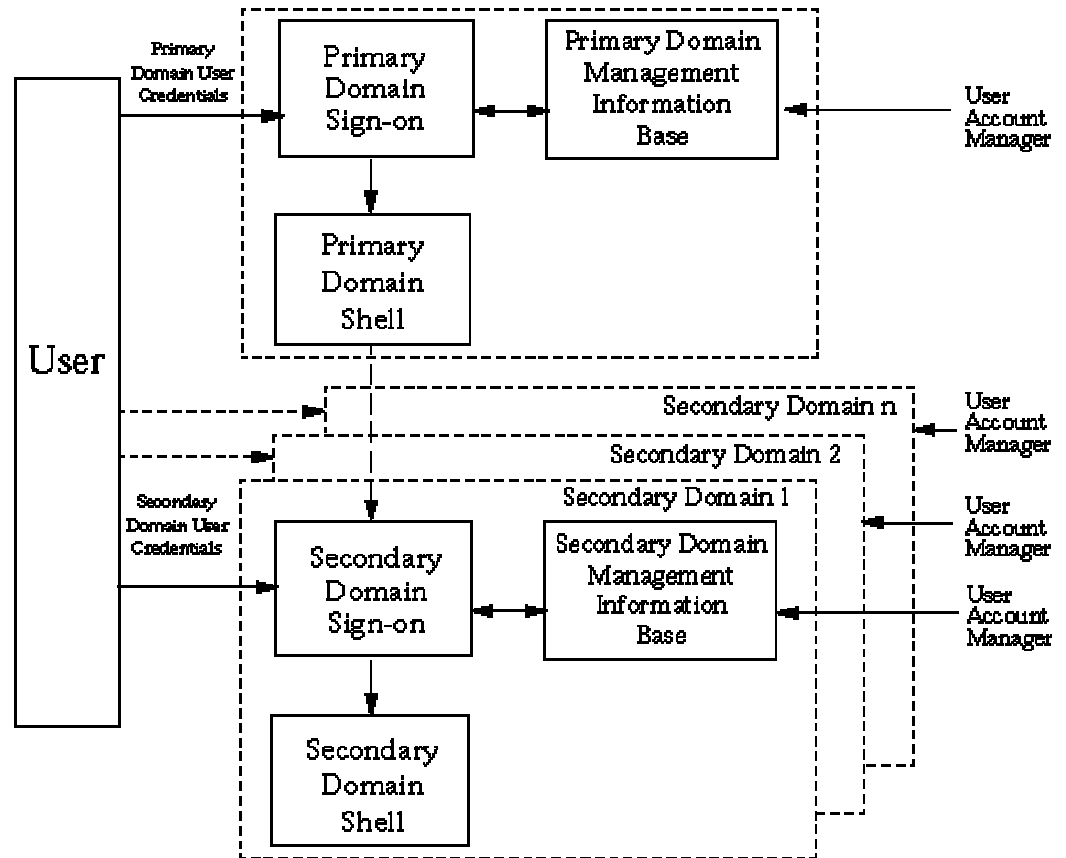 Primary
Domain User
Credentials
Primary
Domain
Sign-on
Primary Domain
Management
Information
Base
User
Account
Manager
Primary
Domain
Shell
User
Secondary Domain n
User
Account
Manager
Secondary Domain 2
Secondary Domain 1
User
Account
Manager
Secondary
Domain User
Credentials
Secondary
Domain
Sign-on
Secondary Domain
Management
Information
Base
User
Account
Manager
Secondary
Domain
Shell